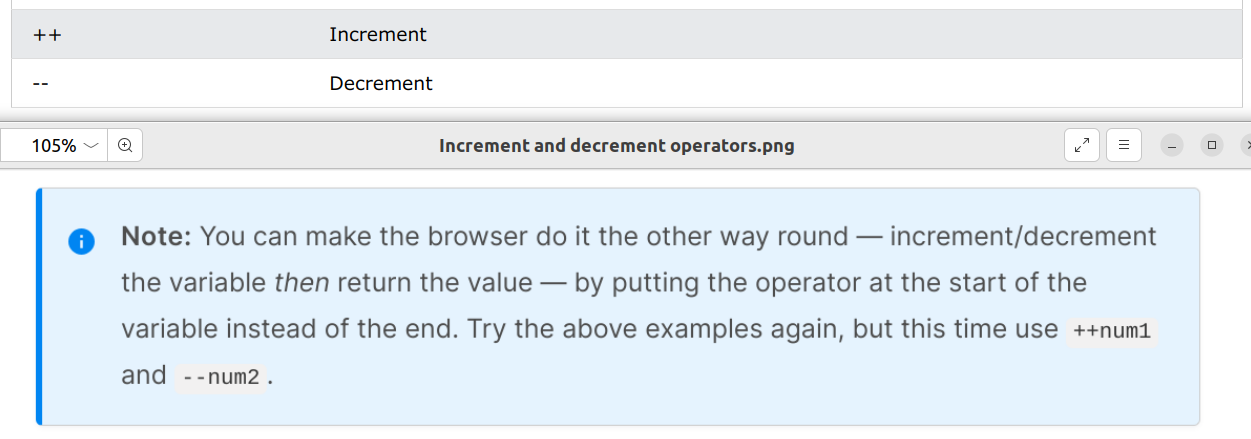 ++ Increment
-- Decrement
105% Increment and decrement operators.png
Note: You can make the browser do it the other way round — increment/decrement
the variable then return the value — by putting the operator at the start of the
variable instead of the end. Try the above examples again, but this time use ++num1
and --num2.